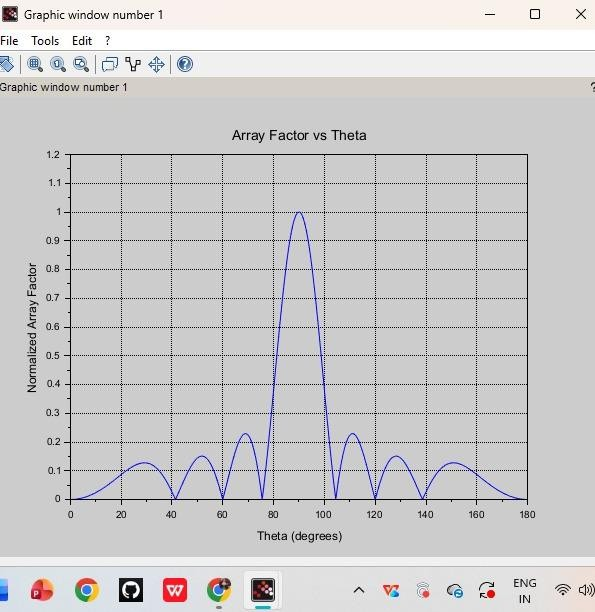 Graphic window number 1
File Tools Edit ?
Graphic window number 1 ?
Array Factor vs Theta
1.2
1.1
1
0.9
0.8
0.7
0.6
0.5
0.4
0.3
0.2
0.1
0
Normalized Array Factor
0 20 40 60 80 100 120 140 160 180
Theta (degrees)
ENG
IN